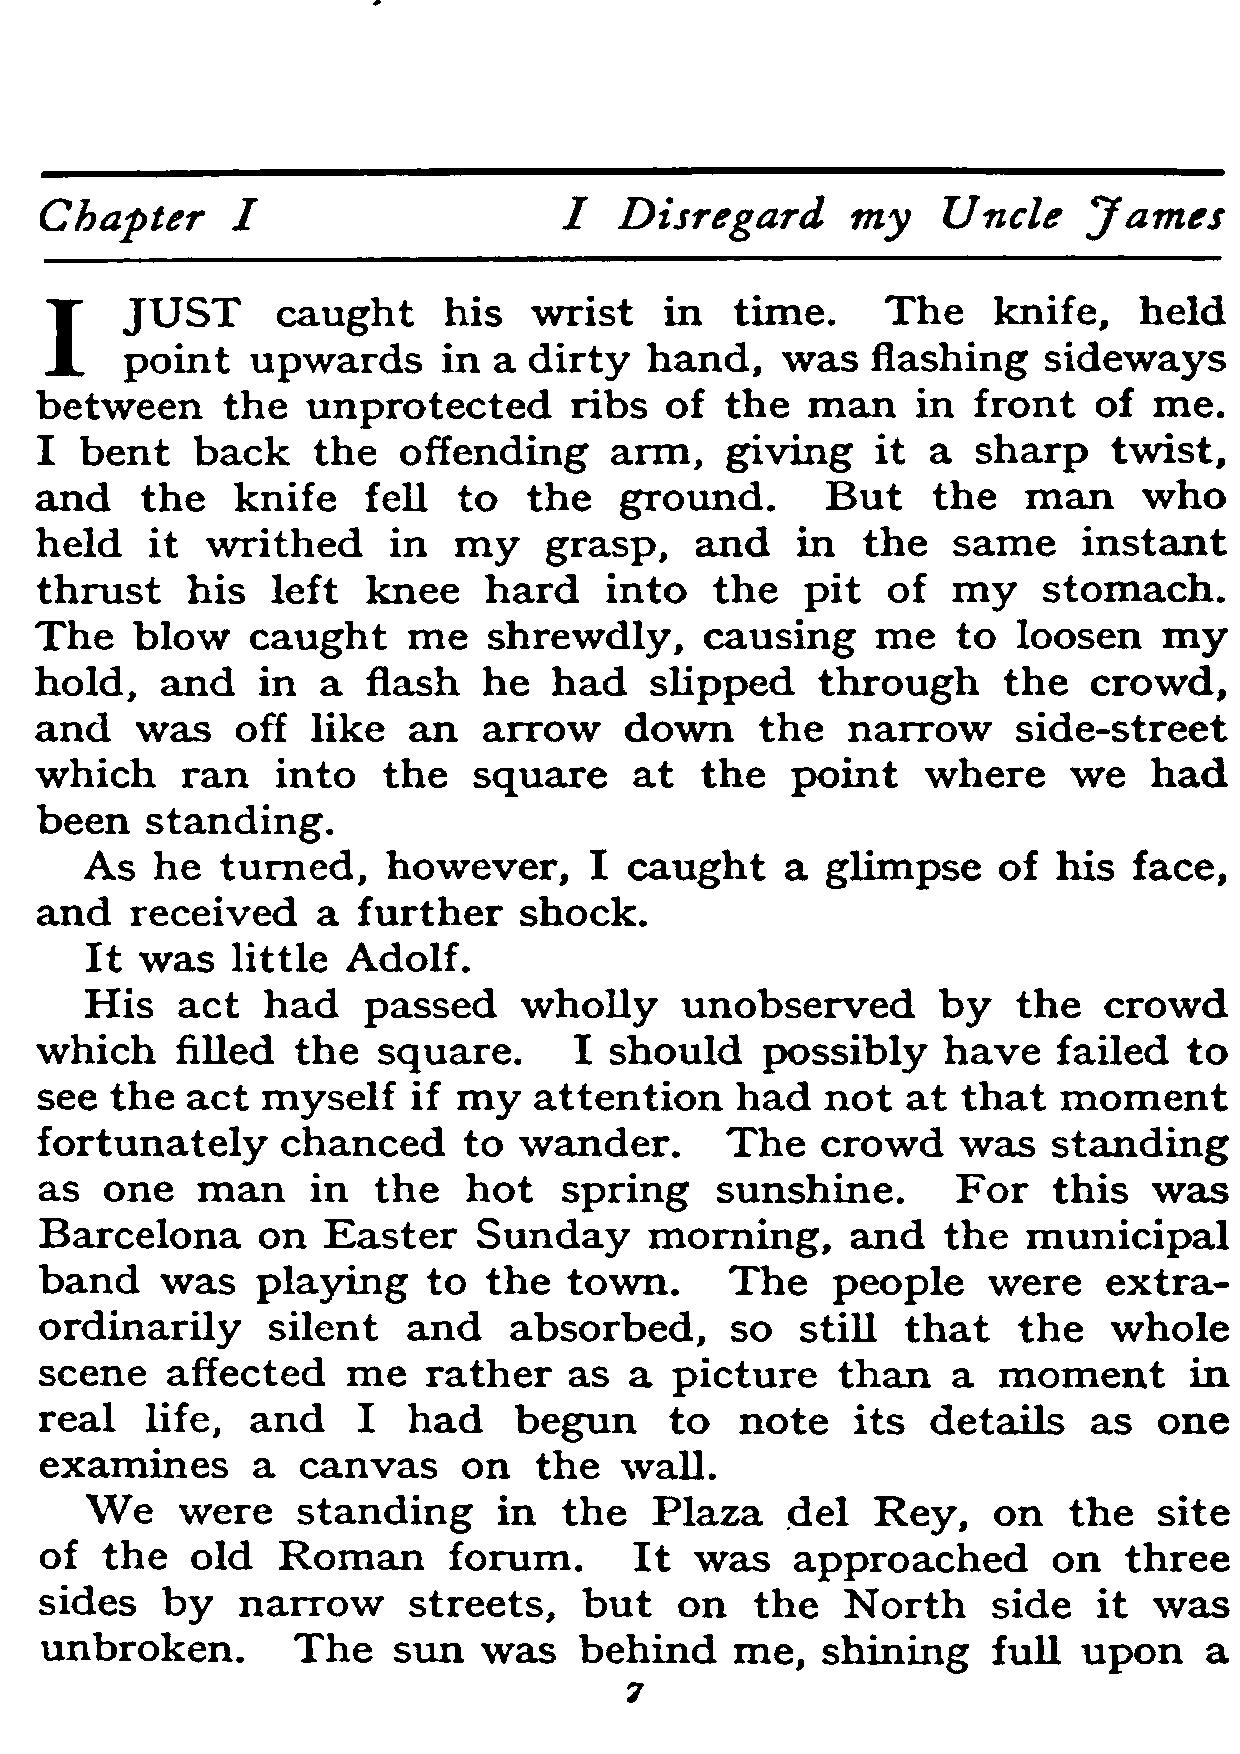 Chapter I I Disregard my Uncle James
I JUST caught his wrist in time. The knife, held
point upwards in a dirty hand, was flashing sideways
between the unprotected ribs of the man in front of me.
I bent back the offending arm, giving it a sharp twist,
and the knife fell to the ground. But the man who
held it writhed in my grasp, and in the same instant
thrust his left knee hard into the pit of my stomach.
The blow caught me shrewdly, causing me to loosen my
hold, and in a flash he had slipped through the crowd,
and was off like an arrow down the narrow side-street
which ran into the square at the point where we had
been standing.
As he turned, however, I caught a glimpse of his face,
and received a further shock.
It was little Adolf.
His act had passed wholly unobserved by the crowd
which filled the square. I should possibly have failed to
see the act myself if my attention had not at that moment
fortunately chanced to wander. The crowd was standing
as one man in the hot spring sunshine. For this was
Barcelona on Easter Sunday morning, and the municipal
band was playing to the town. The people were extra-
ordinarily silent and absorbed, so still that the whole
scene affected me rather as a picture than a moment in
real life, and I had begun to note its details as one
examines a canvas on the wall.
We were standing in the Plaza del Rey, on the site
of the old Roman forum. It was approached on three
sides by narrow streets, but on the North side it was
unbroken. The sun was behind me, shining full upon a
7